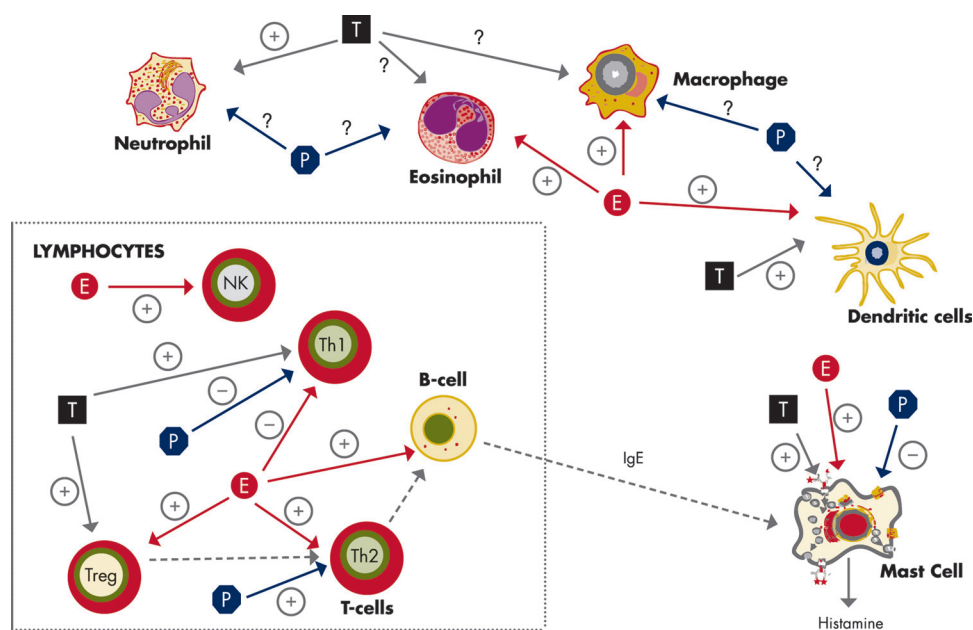 T
+
?
?
Macrophage
Neutrophil
?
?
P
Eosinophil
?
P
?
+
+
E
+
T
+
Dendritic cells
LYMPHOCYTES
E
+
NK
+
Th1
T
−
P
−
B-cell
+
E
+
+
+
IgE
Treg
Th2
P
+
T-cells
E
T
P
+
+
−
Mast Cell
Histamine